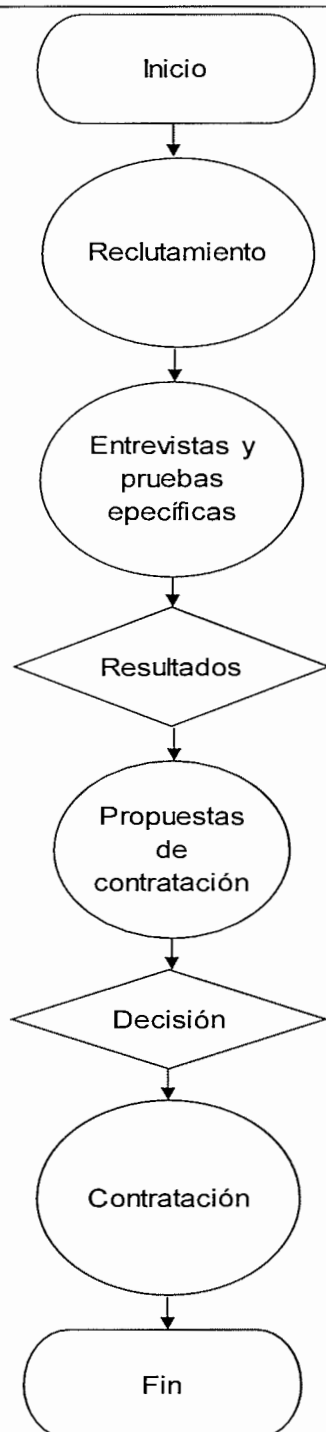 Inicio
Reclutamiento
Entrevistas y
pruebas
epecíficas
Resultados
Propuestas
de
contratación
Decisión
Contratación
Fin